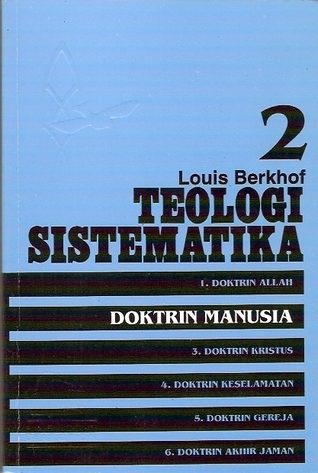 2
Louis Berkhof
TEOLOGI
SISTEMATIKA
1. DOKTRIN ALLAH
DOKTRIN MANUSIA
3. DOKTRIN KRISTUS
4. DOKTRIN KESELAMATAN
5. DOKTRIN GEREJA
6. DOKTRIN AKHIR JAMAN